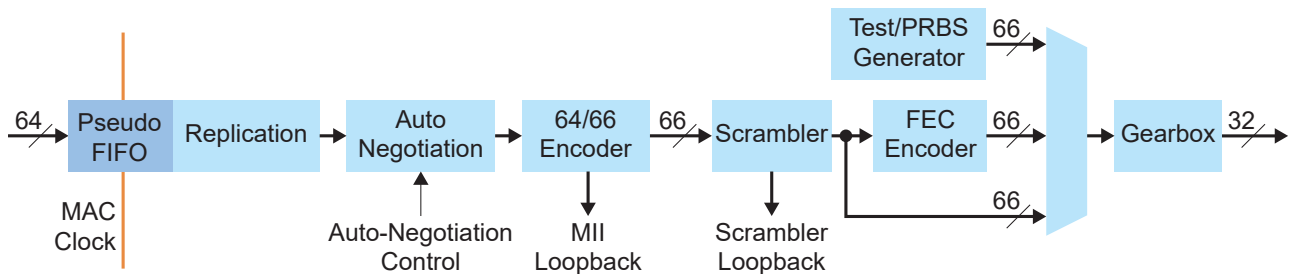 Test/PRBS
Generator
66
64
Pseudo
FIFO
Replication
Auto
Negotiation
64/66
Encoder
66
Scrambler
FEC
Encoder
66
Gearbox
32
66
MAC
Clock
Auto-Negotiation
Control
MII
Loopback
Scrambler
Loopback